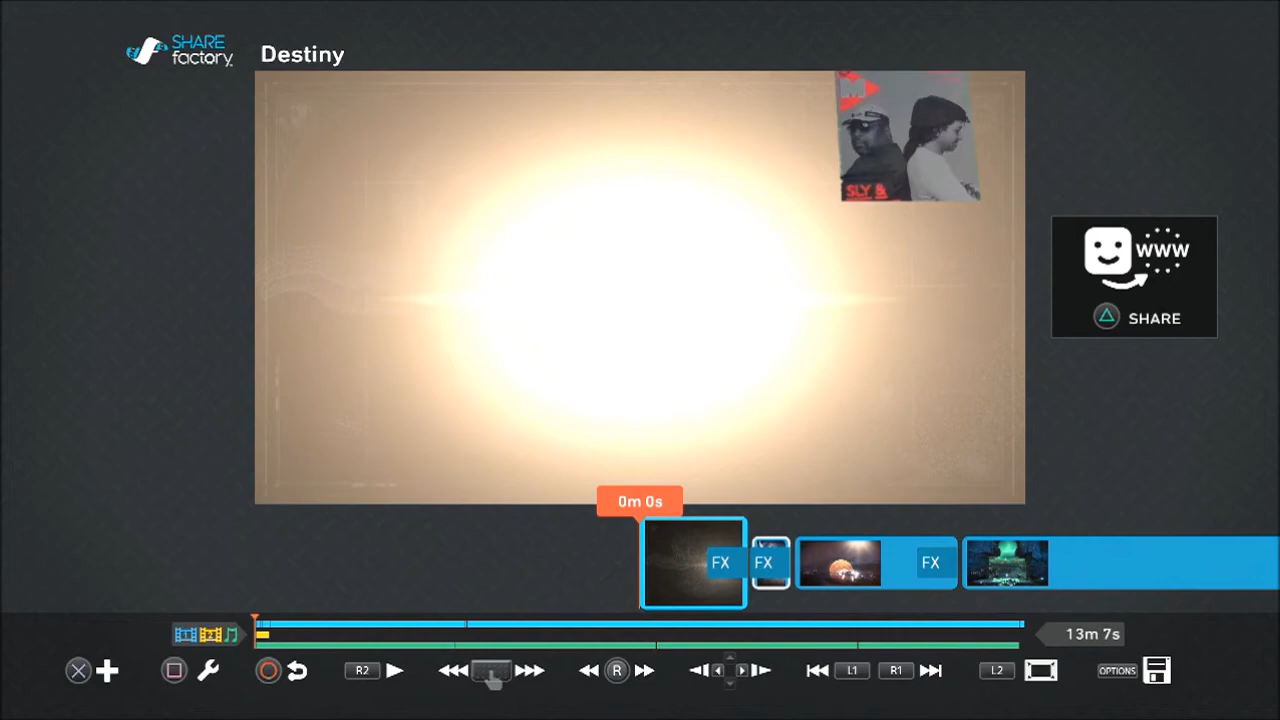 SHARE
factory
Destiny
M
SLY &
WWW
SHARE
0m 0s
FX
FX
FX
13m 7s
R2
R
L1
R1
L2
OPTIONS